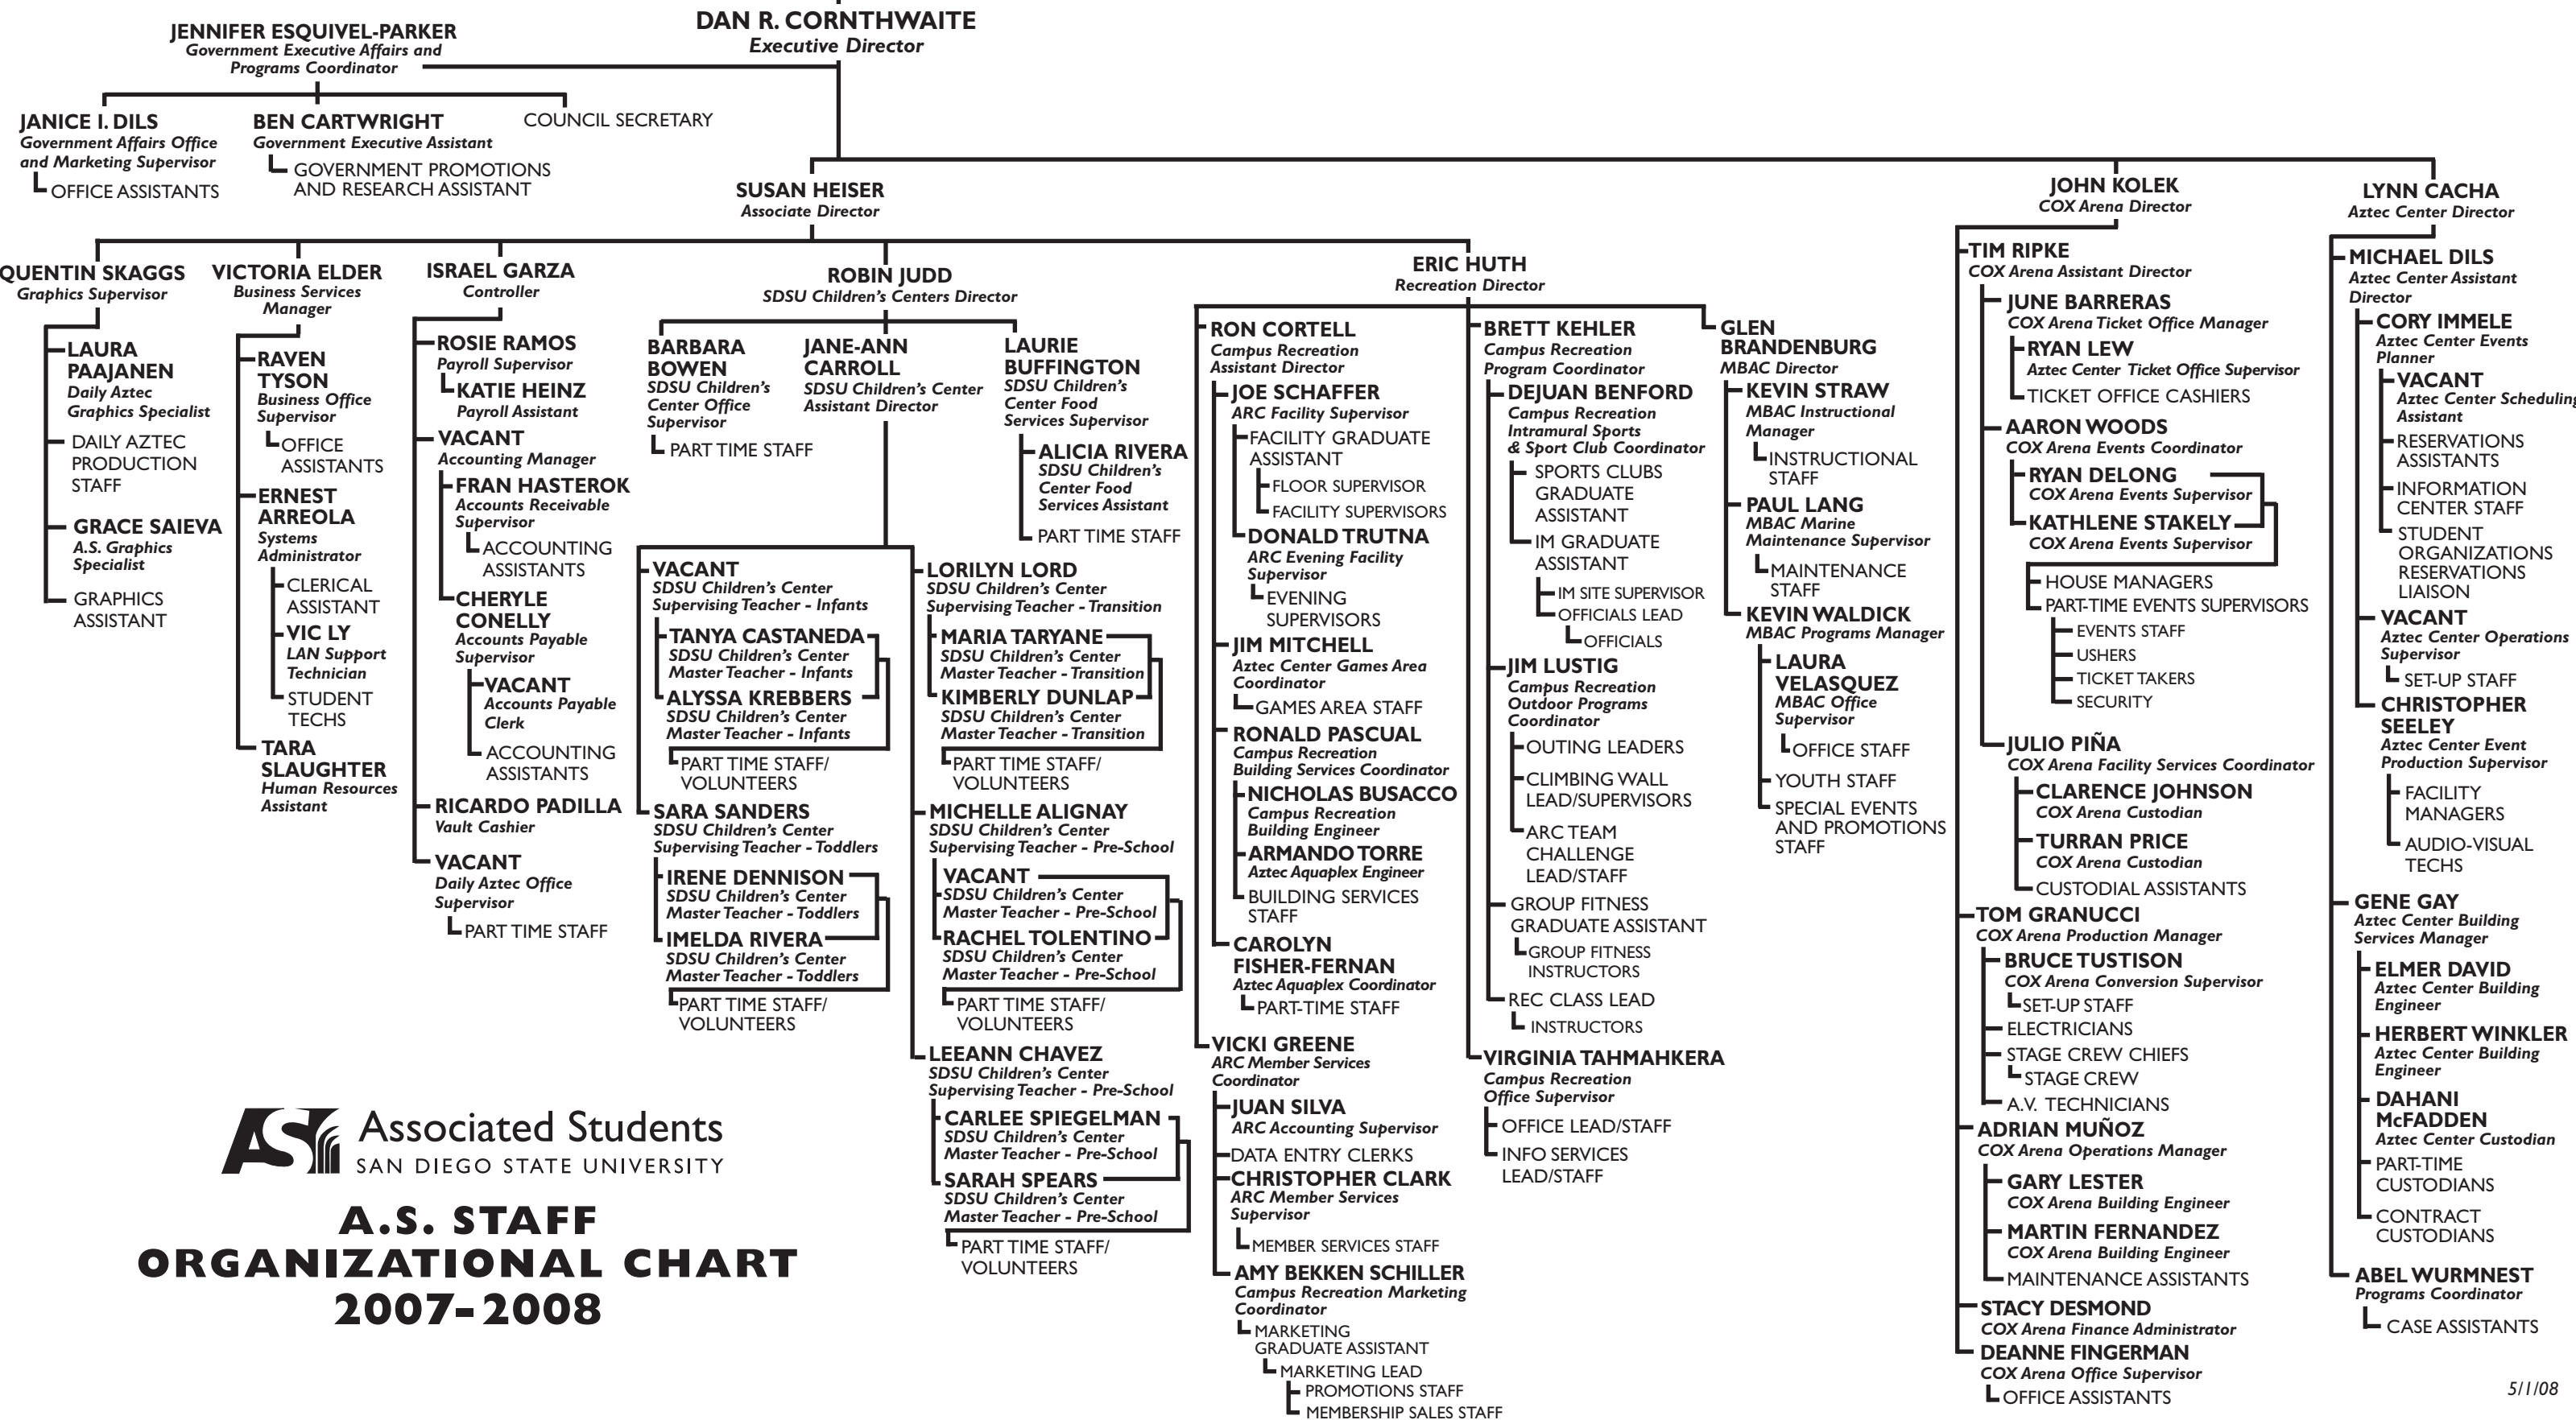 DAN R. CORNTHWAITE
Executive Director
JENNIFER ESQUIVEL-PARKER
Government Executive Affairs and
Programs Coordinator
JANICE I. DILS
Government Affairs Office
and Marketing Supervisor
OFFICE ASSISTANTS
BEN CARTWRIGHT
Government Executive Assistant
GOVERNMENT PROMOTIONS
AND RESEARCH ASSISTANT
COUNCIL SECRETARY
SUSAN HEISER
Associate Director
QUENTIN SKAGGS
Graphics Supervisor
LAURA
PAAJANEN
Daily Aztec
Graphics Specialist
DAILY AZTEC
PRODUCTION
STAFF
GRACE SAIEVA
A.S. Graphics
Specialist
GRAPHICS
ASSISTANT
VICTORIA ELDER
Business Services
Manager
RAVEN
TYSON
Business Office
Supervisor
OFFICE
ASSISTANTS
ERNEST
ARREOLA
Systems
Administrator
CLERICAL
ASSISTANT
VIC LY
LAN Support
Technician
STUDENT
TECHS
TARA
SLAUGHTER
Human Resources
Assistant
ISRAEL GARZA
Controller
ROSIE RAMOS
Payroll Supervisor
KATIE HEINZ
Payroll Assistant
VACANT
Accounting Manager
FRAN HASTEROK
Accounts Receivable
Supervisor
ACCOUNTING
ASSISTANTS
CHERYLE
CONELLY
Accounts Payable
Supervisor
VACANT
Accounts Payable
Clerk
ACCOUNTING
ASSISTANTS
RICARDO PADILLA
Vault Cashier
VACANT
Daily Aztec Office
Supervisor
PART TIME STAFF
ROBIN JUDD
SDSU Children's Centers Director
BARBARA
BOWEN
SDSU Children's
Center Office
Supervisor
PART TIME STAFF
JANE-ANN
CARROLL
SDSU Children's Center
Assistant Director
LAURIE
BUFFINGTON
SDSU Children's
Center Food
Services Supervisor
ALICIA RIVERA
SDSU Children's
Center Food
Services Assistant
PART TIME STAFF
VACANT
SDSU Children's Center
Supervising Teacher - Infants
TANYA CASTANEDA
SDSU Children's Center
Master Teacher - Infants
ALYSSA KREBBERS
SDSU Children's Center
Master Teacher - Infants
PART TIME STAFF/
VOLUNTEERS
SARA SANDERS
SDSU Children's Center
Supervising Teacher - Toddlers
IRENE DENNISON
SDSU Children's Center
Master Teacher - Toddlers
IMELDA RIVERA
SDSU Children's Center
Master Teacher - Toddlers
PART TIME STAFF/
VOLUNTEERS
LORILYN LORD
SDSU Children's Center
Supervising Teacher - Transition
MARIA TARYANE
SDSU Children's Center
Master Teacher - Transition
KIMBERLY DUNLAP
SDSU Children's Center
Master Teacher - Transition
PART TIME STAFF/
VOLUNTEERS
MICHELLE ALIGNAY
SDSU Children's Center
Supervising Teacher - Pre-School
VACANT
SDSU Children's Center
Master Teacher - Pre-School
RACHEL TOLENTINO
SDSU Children's Center
Master Teacher - Pre-School
PART TIME STAFF/
VOLUNTEERS
LEEANN CHAVEZ
SDSU Children's Center
Supervising Teacher - Pre-School
CARLEE SPIEGELMAN
SDSU Children's Center
Master Teacher - Pre-School
SARAH SPEARS
SDSU Children's Center
Master Teacher - Pre-School
PART TIME STAFF/
VOLUNTEERS
ERIC HUTH
Recreation Director
RON CORTELL
Campus Recreation
Assistant Director
JOE SCHAFFER
ARC Facility Supervisor
FACILITY GRADUATE
ASSISTANT
FLOOR SUPERVISOR
FACILITY SUPERVISORS
DONALD TRUTNA
ARC Evening Facility
Supervisor
EVENING
SUPERVISORS
JIM MITCHELL
Aztec Center Games Area
Coordinator
GAMES AREA STAFF
RONALD PASCUAL
Campus Recreation
Building Services Coordinator
NICHOLAS BUSACCO
Campus Recreation
Building Engineer
ARMANDO TORRE
Aztec Aquaplex Engineer
BUILDING SERVICES
STAFF
CAROLYN
FISHER-FERNAN
Aztec Aquaplex Coordinator
PART-TIME STAFF
VICKI GREENE
ARC Member Services
Coordinator
JUAN SILVA
ARC Accounting Supervisor
DATA ENTRY CLERKS
CHRISTOPHER CLARK
ARC Member Services
Supervisor
MEMBER SERVICES STAFF
AMY BEKKEN SCHILLER
Campus Recreation Marketing
Coordinator
MARKETING
GRADUATE ASSISTANT
MARKETING LEAD
PROMOTIONS STAFF
MEMBERSHIP SALES STAFF
BRETT KEHLER
Campus Recreation
Program Coordinator
DEJUAN BENFORD
Campus Recreation
Intramural Sports
& Sport Club Coordinator
SPORTS CLUBS
GRADUATE
ASSISTANT
IM GRADUATE
ASSISTANT
IM SITE SUPERVISOR
OFFICIALS LEAD
OFFICIALS
JIM LUSTIG
Campus Recreation
Outdoor Programs
Coordinator
OUTING LEADERS
CLIMBING WALL
LEAD/SUPERVISORS
ARC TEAM
CHALLENGE
LEAD/STAFF
GROUP FITNESS
GRADUATE ASSISTANT
GROUP FITNESS
INSTRUCTORS
REC CLASS LEAD
INSTRUCTORS
VIRGINIA TAHMAHKERA
Campus Recreation
Office Supervisor
OFFICE LEAD/STAFF
INFO SERVICES
LEAD/STAFF
GLEN
BRANDENBURG
MBAC Director
KEVIN STRAW
MBAC Instructional
Manager
INSTRUCTIONAL
STAFF
PAUL LANG
MBAC Marine
Maintenance Supervisor
MAINTENANCE
STAFF
KEVIN WALDICK
MBAC Programs Manager
LAURA
VELASQUEZ
MBAC Office
Supervisor
OFFICE STAFF
YOUTH STAFF
SPECIAL EVENTS
AND PROMOTIONS
STAFF
JOHN KOLEK
COX Arena Director
TIM RIPKE
COX Arena Assistant Director
JUNE BARRERAS
COX Arena Ticket Office Manager
RYAN LEW
Aztec Center Ticket Office Supervisor
TICKET OFFICE CASHIERS
AARON WOODS
COX Arena Events Coordinator
RYAN DELONG
COX Arena Events Supervisor
KATHLENE STAKELY
COX Arena Events Supervisor
HOUSE MANAGERS
PART-TIME EVENTS SUPERVISORS
EVENTS STAFF
USHERS
TICKET TAKERS
SECURITY
JULIO PIÑA
COX Arena Facility Services Coordinator
CLARENCE JOHNSON
COX Arena Custodian
TURRAN PRICE
COX Arena Custodian
CUSTODIAL ASSISTANTS
TOM GRANUCCI
COX Arena Production Manager
BRUCE TUSTISON
COX Arena Conversion Supervisor
SET-UP STAFF
ELECTRICIANS
STAGE CREW CHIEFS
STAGE CREW
A.V. TECHNICIANS
ADRIAN MUÑOZ
COX Arena Operations Manager
GARY LESTER
COX Arena Building Engineer
MARTIN FERNANDEZ
COX Arena Building Engineer
MAINTENANCE ASSISTANTS
STACY DESMOND
COX Arena Finance Administrator
DEANNE FINGERMAN
COX Arena Office Supervisor
OFFICE ASSISTANTS
LYNN CACHA
Aztec Center Director
MICHAEL DILS
Aztec Center Assistant
Director
CORY IMMELE
Aztec Center Events
Planner
VACANT
Aztec Center Scheduling
Assistant
RESERVATIONS
ASSISTANTS
INFORMATION
CENTER STAFF
STUDENT
ORGANIZATIONS
RESERVATIONS
LIAISON
VACANT
Aztec Center Operations
Supervisor
SET-UP STAFF
CHRISTOPHER
SEELEY
Aztec Center Event
Production Supervisor
FACILITY
MANAGERS
AUDIO-VISUAL
TECHS
GENE GAY
Aztec Center Building
Services Manager
ELMER DAVID
Aztec Center Building
Engineer
HERBERT WINKLER
Aztec Center Building
Engineer
DAHANI
McFADDEN
Aztec Center Custodian
PART-TIME
CUSTODIANS
CONTRACT
CUSTODIANS
ABEL WURMNEST
Programs Coordinator
CASE ASSISTANTS
AS Associated Students
SAN DIEGO STATE UNIVERSITY
A.S. STAFF
ORGANIZATIONAL CHART
2007-2008
5/1/08